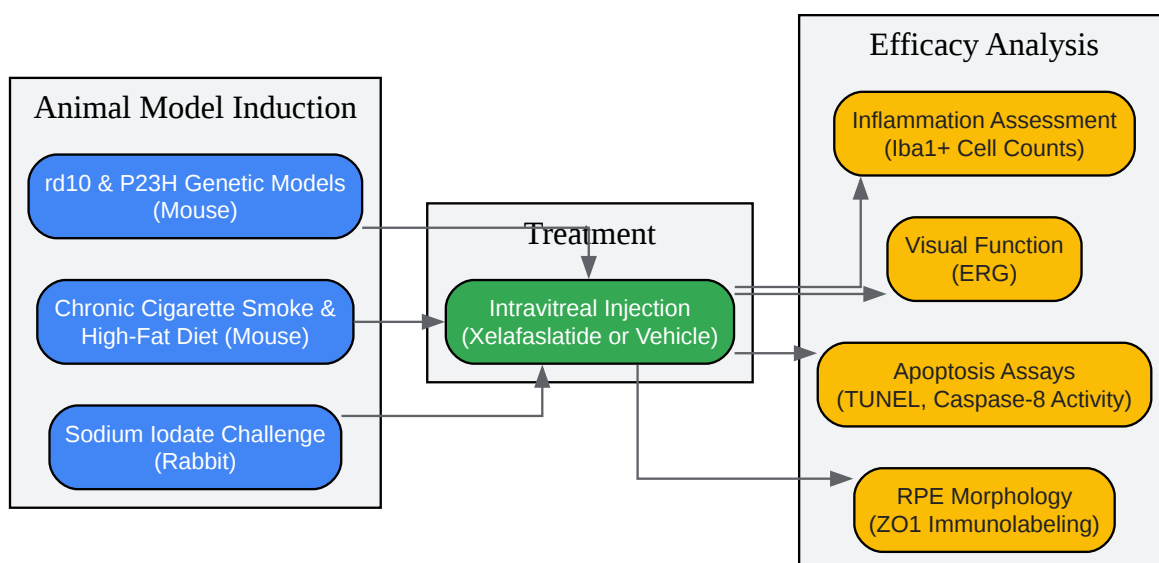 Animal Model Induction
rd10 & P23H Genetic Models
(Mouse)
Chronic Cigarette Smoke &
High-Fat Diet (Mouse)
Sodium Iodate Challenge
(Rabbit)
Treatment
Intravitreal Injection
(Xelafaslatide or Vehicle)
Efficacy Analysis
Inflammation Assessment
(Iba1+ Cell Counts)
Visual Function
(ERG)
Apoptosis Assays
(TUNEL, Caspase-8 Activity)
RPE Morphology
(ZO1 Immunolabeling)